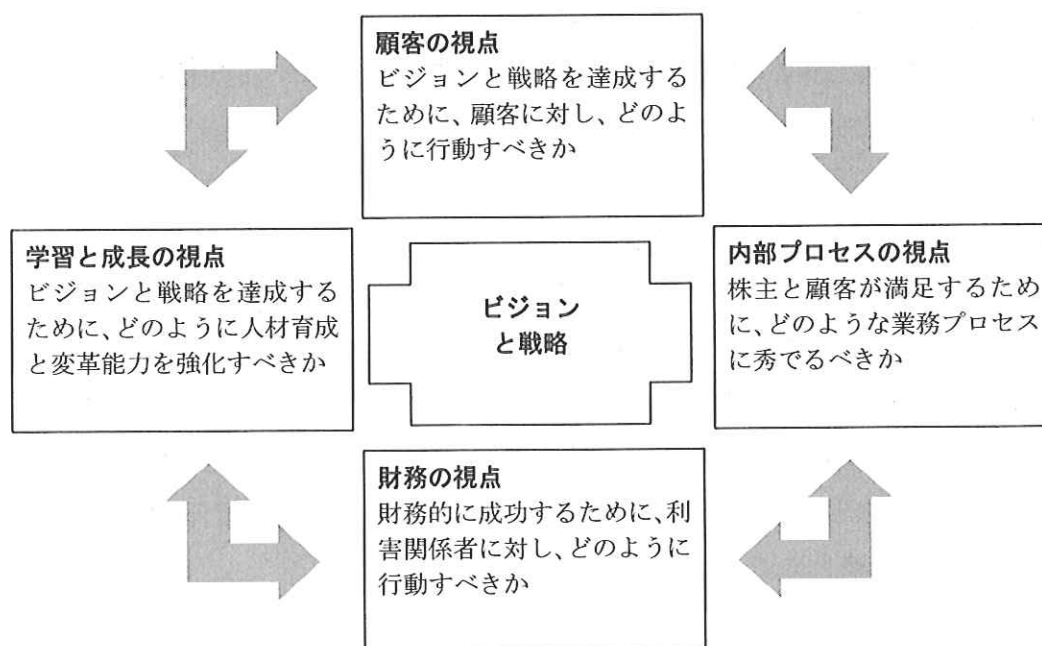 顧客の視点
ビジョンと戦略を達成する
ために、顧客に対し、どのよ
うに行動すべきか
学習と成長の視点
ビジョンと戦略を達成する
ために、どのように人材育成
と変革能力を強化すべきか
ビジョン
と戦略
内部プロセスの視点
株主と顧客が満足するため
に、どのような業務プロセス
に秀でるべきか
財務の視点
財務的に成功するために、利
害関係者に対し、どのように
行動すべきか